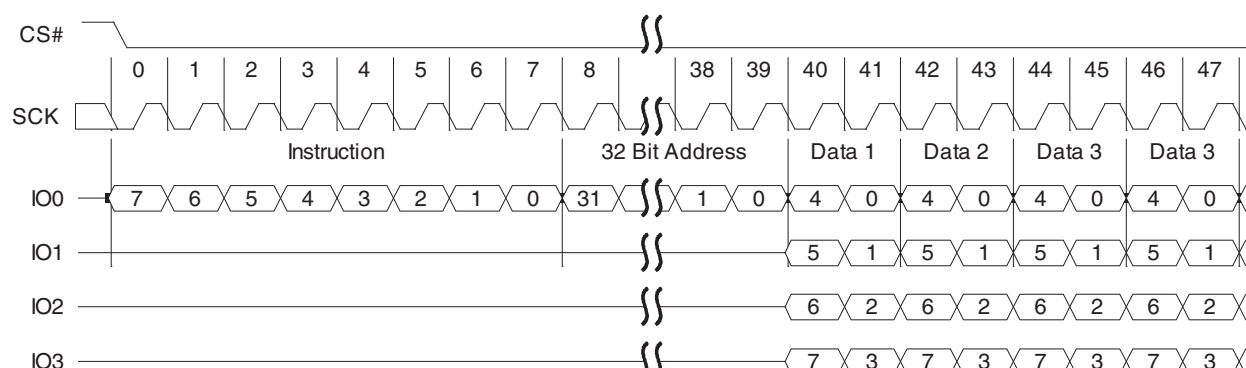 CS#
0 1 2 3 4 5 6 7 8 38 39 40 41 42 43 44 45 46 47
SCK
Instruction 32 Bit Address Data 1 Data 2 Data 3 Data 3
IO0 7 6 5 4 3 2 1 0 31 1 0 4 0 4 0 4 0 4 0
IO1 5 1 5 1 5 1 5 1
IO2 6 2 6 2 6 2 6 2
IO3 7 3 7 3 7 3 7 3